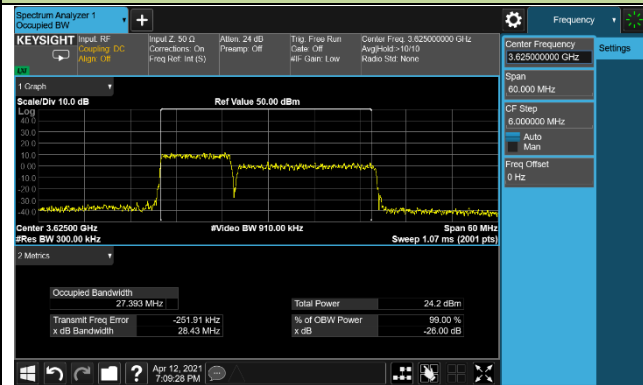 Spectrum Analyzer 1
Occupied BW
Frequency
KEYSIGHT
Input: RF
Coupling: DC
Align: Off
Input Z: 50 Ω
Corrections: On
Freq Ref: Int (S)
Atten: 24 dB
Preamp: Off
Trig: Free Run
Gate: Off
#IF Gain: Low
Center Freq: 3.625000000 GHz
Avg|Hold:>10/10
Radio Std: None
LXI
Center Frequency
3.625000000 GHz
Settings
Span
60.000 MHz
CF Step
6.000000 MHz
Auto
Man
Freq Offset
0 Hz
1 Graph
Scale/Div 10.0 dB
Ref Value 50.00 dBm
Log
40.0
30.0
20.0
10.0
0.00
-10.0
-20.0
-30.0
-40.0
Center 3.62500 GHz
#Video BW 910.00 kHz
Span 60 MHz
#Res BW 300.00 kHz
Sweep 1.07 ms (2001 pts)
2 Metrics
Occupied Bandwidth
27.393 MHz
Total Power
24.2 dBm
Transmit Freq Error
-251.91 kHz
% of OBW Power
99.00 %
x dB Bandwidth
28.43 MHz
x dB
-26.00 dB
?
Apr 12, 2021
7:09:28 PM